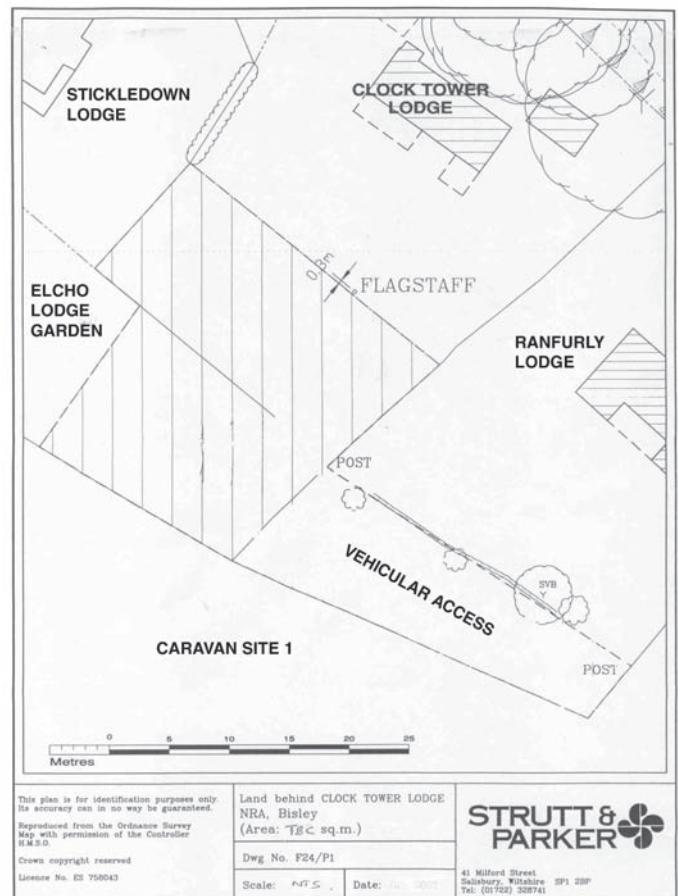 STICKLEDOWN
LODGE
CLOCK TOWER
LODGE
ELCHO
LODGE
GARDEN
0.3m
FLAGSTAFF
RANFURLY
LODGE
POST
VEHICULAR ACCESS
SVB
POST
CARAVAN SITE 1
0 5 10 15 20 25
Metres
This plan is for identification purposes only.
Its accuracy can in no way be guaranteed.
Reproduced from the Ordnance Survey
Map with permission of the Controller
H.M.S.O.
Crown copyright reserved
Licence No. ES 758043
Land behind CLOCK TOWER LODGE
NRA, Bisley
(Area: TBC sq.m.)
Dwg No. F24/P1
Scale: NTS
Date:
STRUTT &
PARKER
41 Milford Street
Salisbury, Wiltshire SP1 2BP
Tel: (01722) 328741